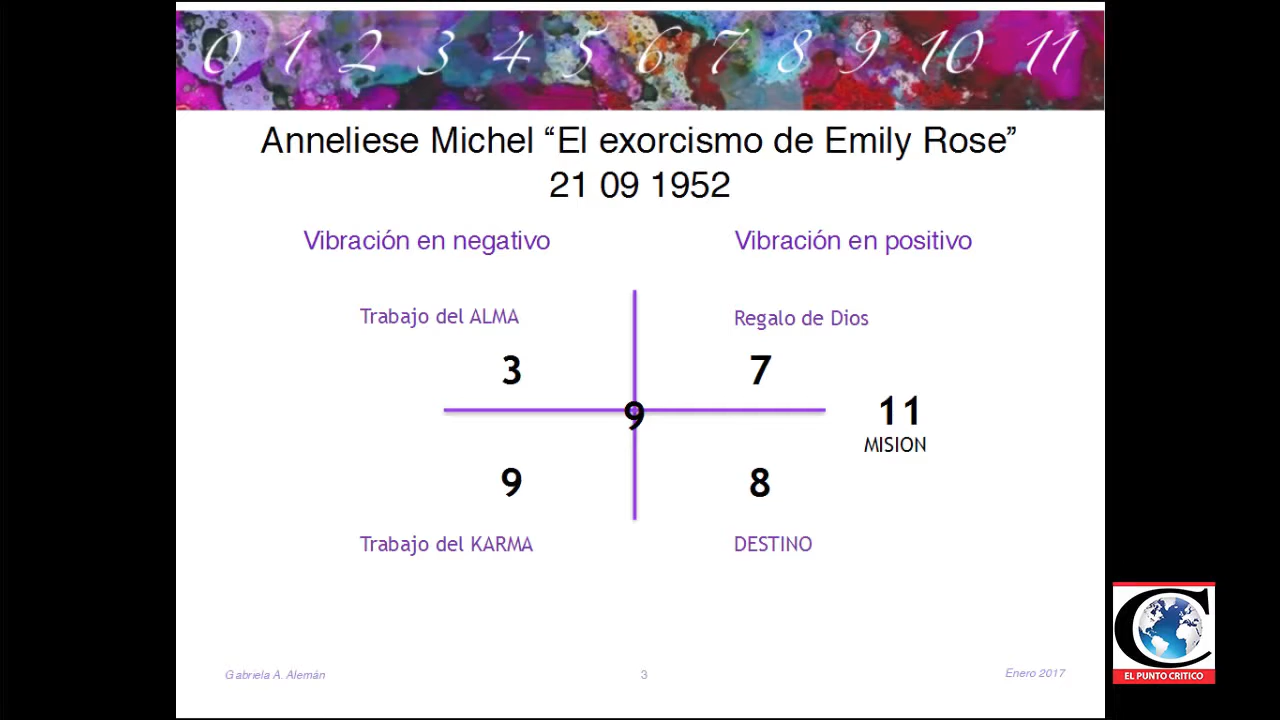 0 1 2 3 4 5 6 7 8 9 10 11
Anneliese Michel “El exorcismo de Emily Rose”
21 09 1952
Vibración en negativo
Vibración en positivo
Trabajo del ALMA
Regalo de Dios
3
7
9
11
MISION
9
8
Trabajo del KARMA
DESTINO
C
EL PUNTO CRITICO
Gabriela A. Alemán
3
Enero 2017